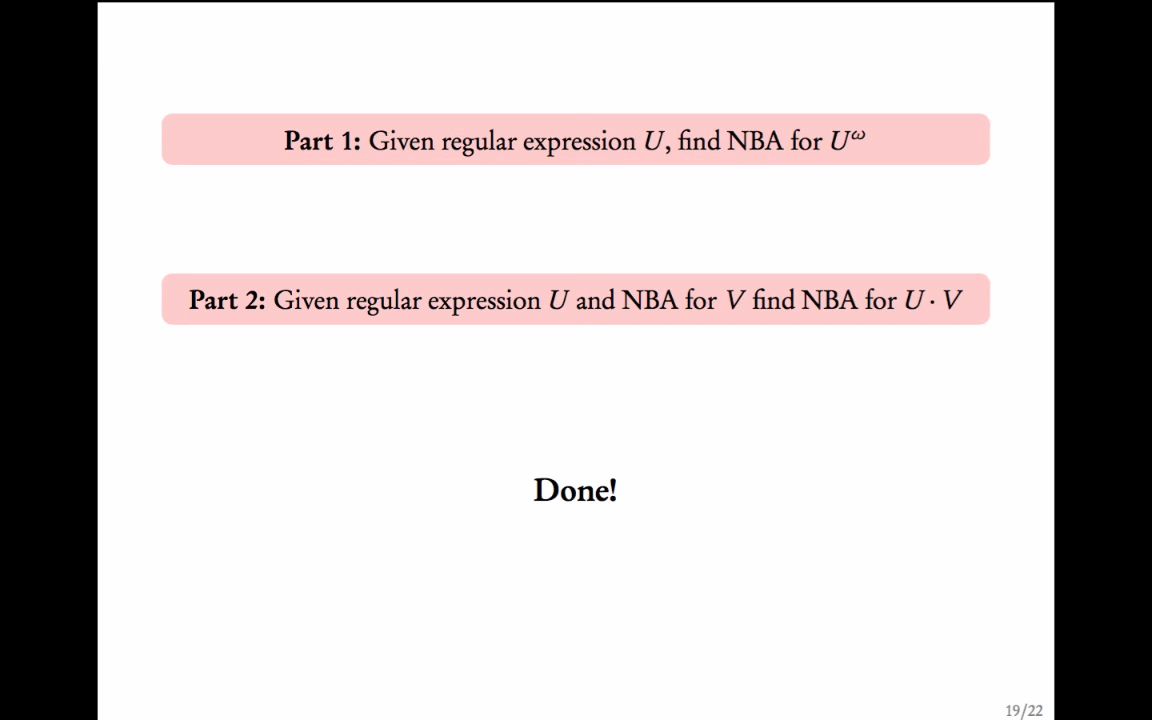 Part 1: Given regular expression U, find NBA for U^ω
Part 2: Given regular expression U and NBA for V find NBA for U · V
Done!
19/22